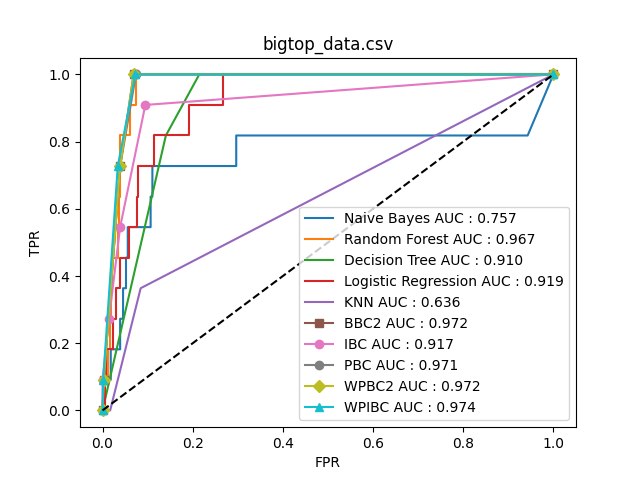 bigtop_data.csv
TPR
1.0
0.8
0.6
0.4
0.2
0.0
Naive Bayes AUC : 0.757
Random Forest AUC : 0.967
Decision Tree AUC : 0.910
Logistic Regression AUC : 0.919
KNN AUC : 0.636
BBC2 AUC : 0.972
IBC AUC : 0.917
PBC AUC : 0.971
WPBC2 AUC : 0.972
WPIBC AUC : 0.974
0.0 0.2 0.4 0.6 0.8 1.0
FPR